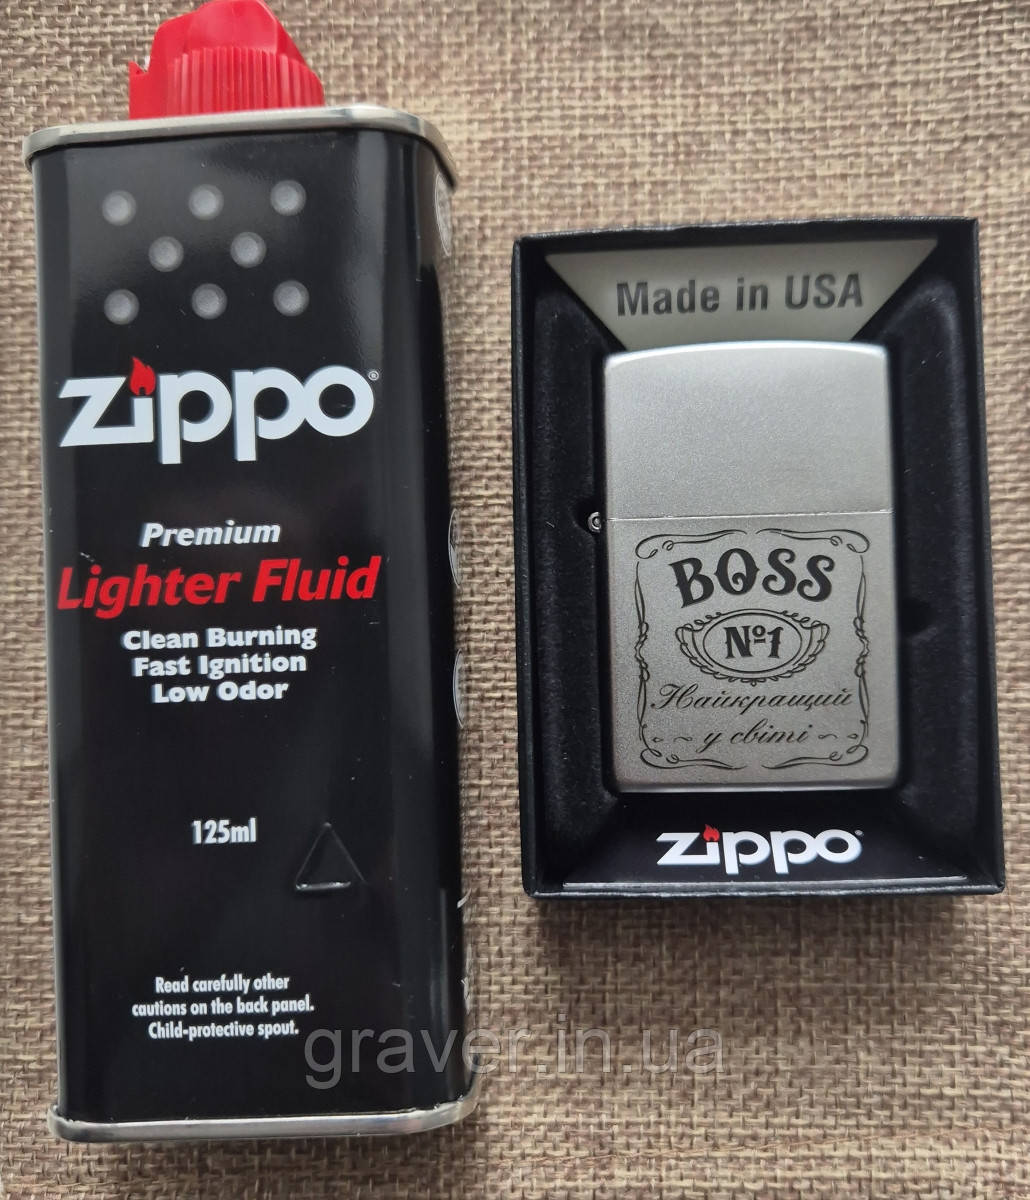 zippo®
Premium
Lighter Fluid
Clean Burning
Fast Ignition
Low Odor
125ml
Read carefully other
cautions on the back panel.
Child-protective spout.
Made in USA
BOSS
№1
Найкращий
у світі
zippo
graver.in.ua